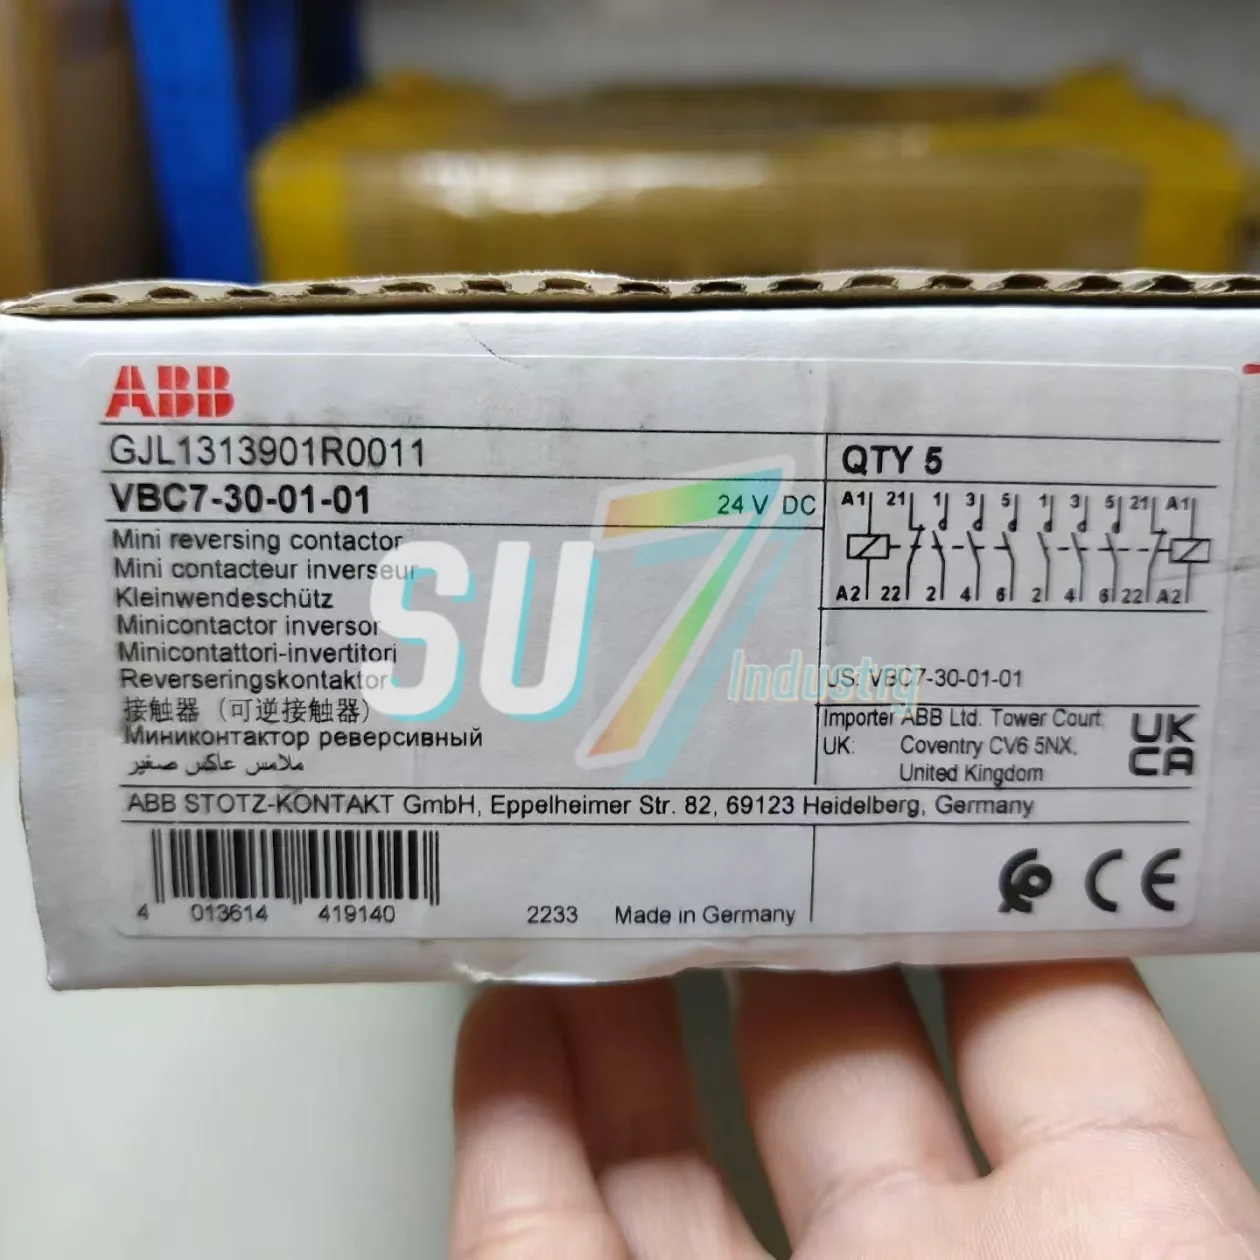 ABB
GJL1313901R0011
QTY 5
VBC7-30-01-01
24 V DC
A1 21 1 3 5 1 3 5 21 A1
A2 22 2 4 6 2 4 6 22 A2
Mini reversing contactor
Mini contacteur inverseur
Kleinwendeschütz
Minicontactor inversor
Minicontattori-invertitori
Reverseringskontaktor
接触器（可逆接触器）
Миниконтактор реверсивный
ملامس عاكس صغير
SU7
Industry
US: VBC7-30-01-01
Importer ABB Ltd. Tower Court.
UK: Coventry CV6 5NX.
United Kingdom
UK
CA
ABB STOTZ-KONTAKT GmbH, Eppelheimer Str. 82, 69123 Heidelberg, Germany
4 013614 419140
2233 Made in Germany
CE